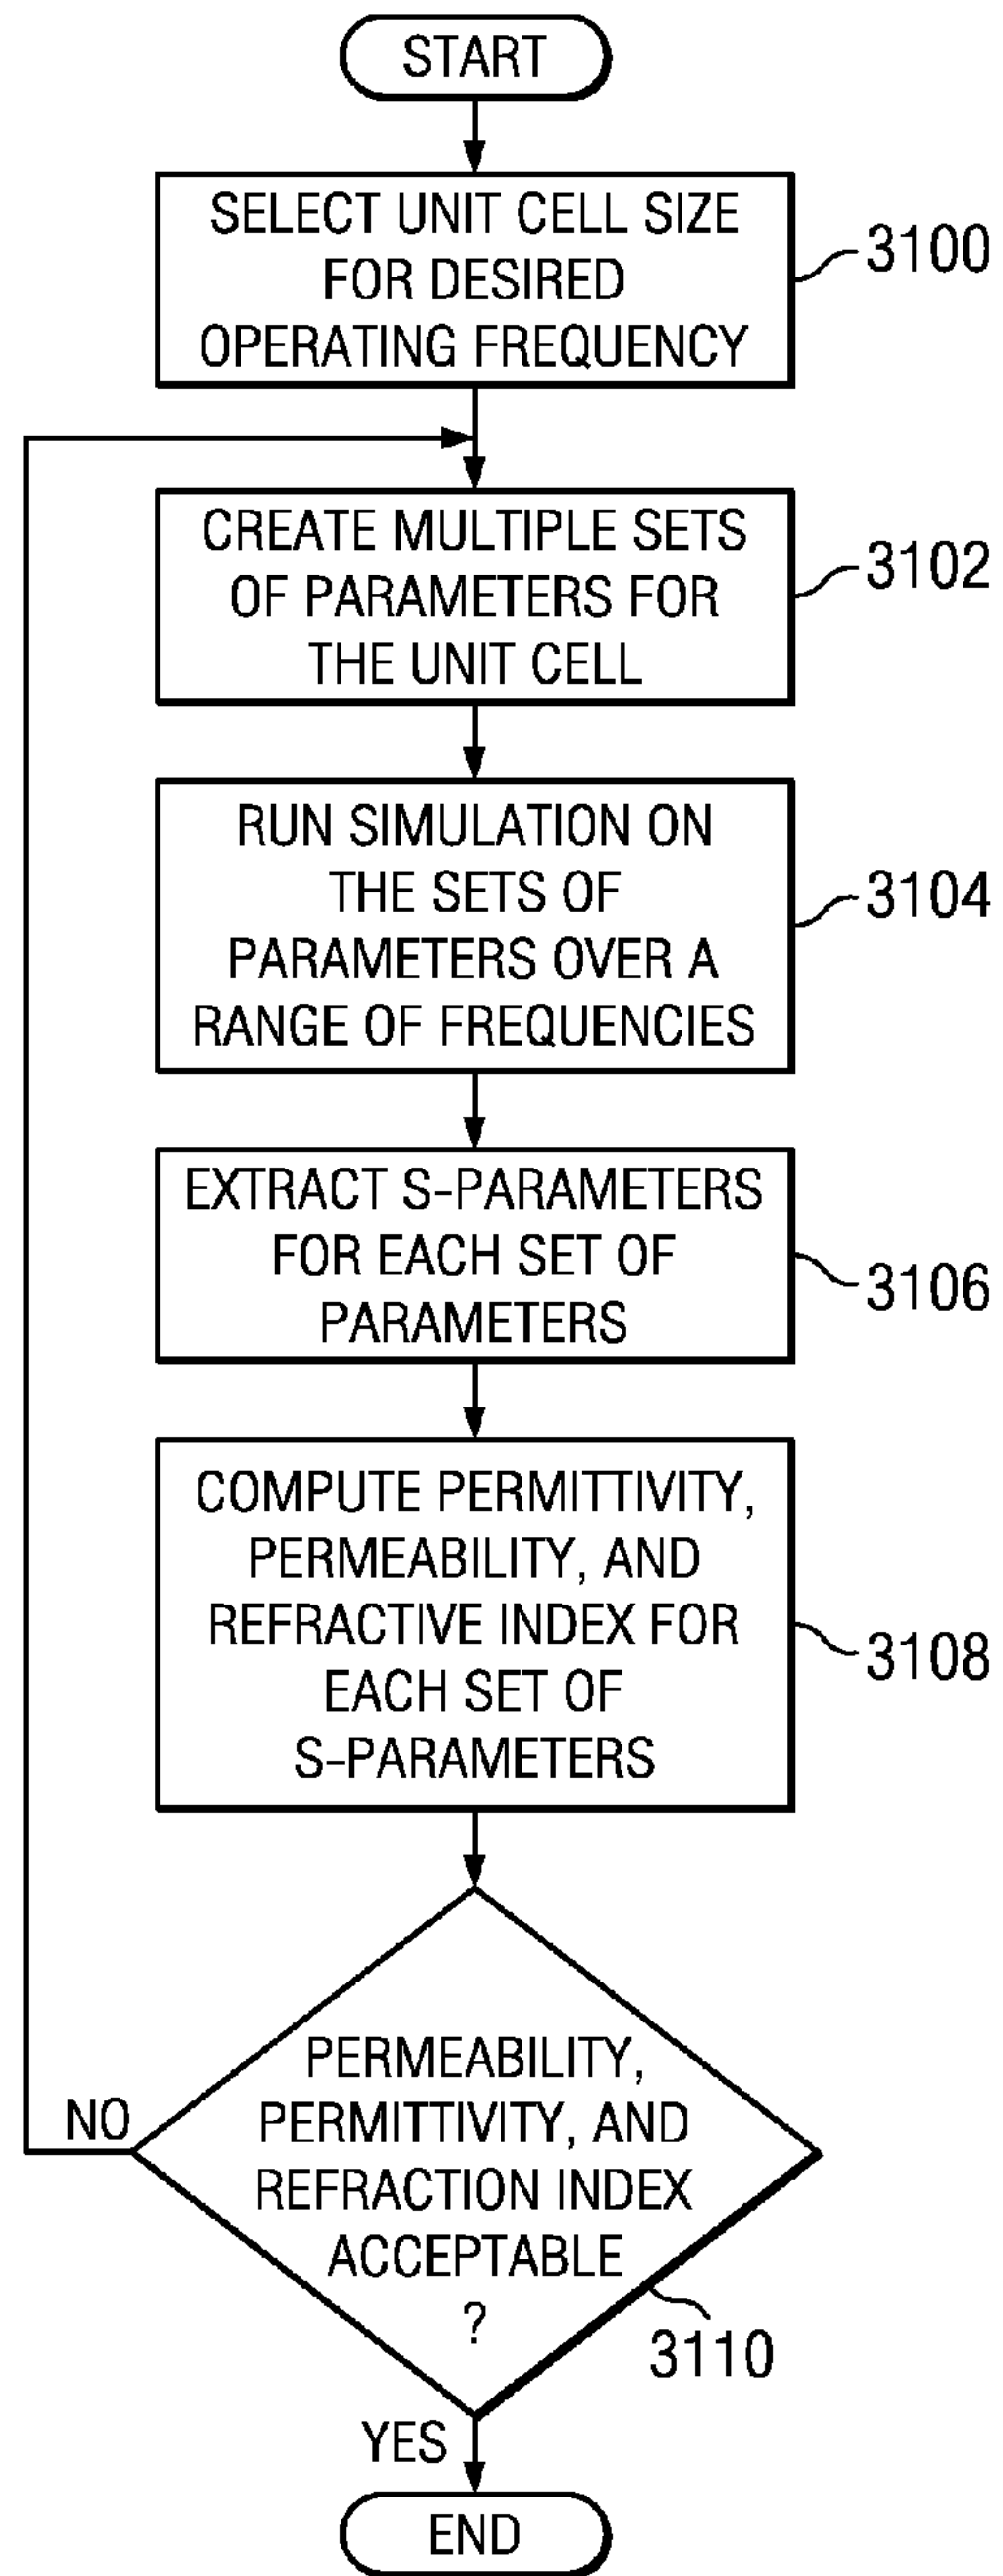 START
SELECT UNIT CELL SIZE
FOR DESIRED
OPERATING FREQUENCY
3100
CREATE MULTIPLE SETS
OF PARAMETERS FOR
THE UNIT CELL
3102
RUN SIMULATION ON
THE SETS OF
PARAMETERS OVER A
RANGE OF FREQUENCIES
3104
EXTRACT S-PARAMETERS
FOR EACH SET OF
PARAMETERS
3106
COMPUTE PERMITTIVITY,
PERMEABILITY, AND
REFRACTIVE INDEX FOR
EACH SET OF
S-PARAMETERS
3108
PERMEABILITY,
PERMITTIVITY, AND
REFRACTION INDEX
ACCEPTABLE
?
NO
3110
YES
END